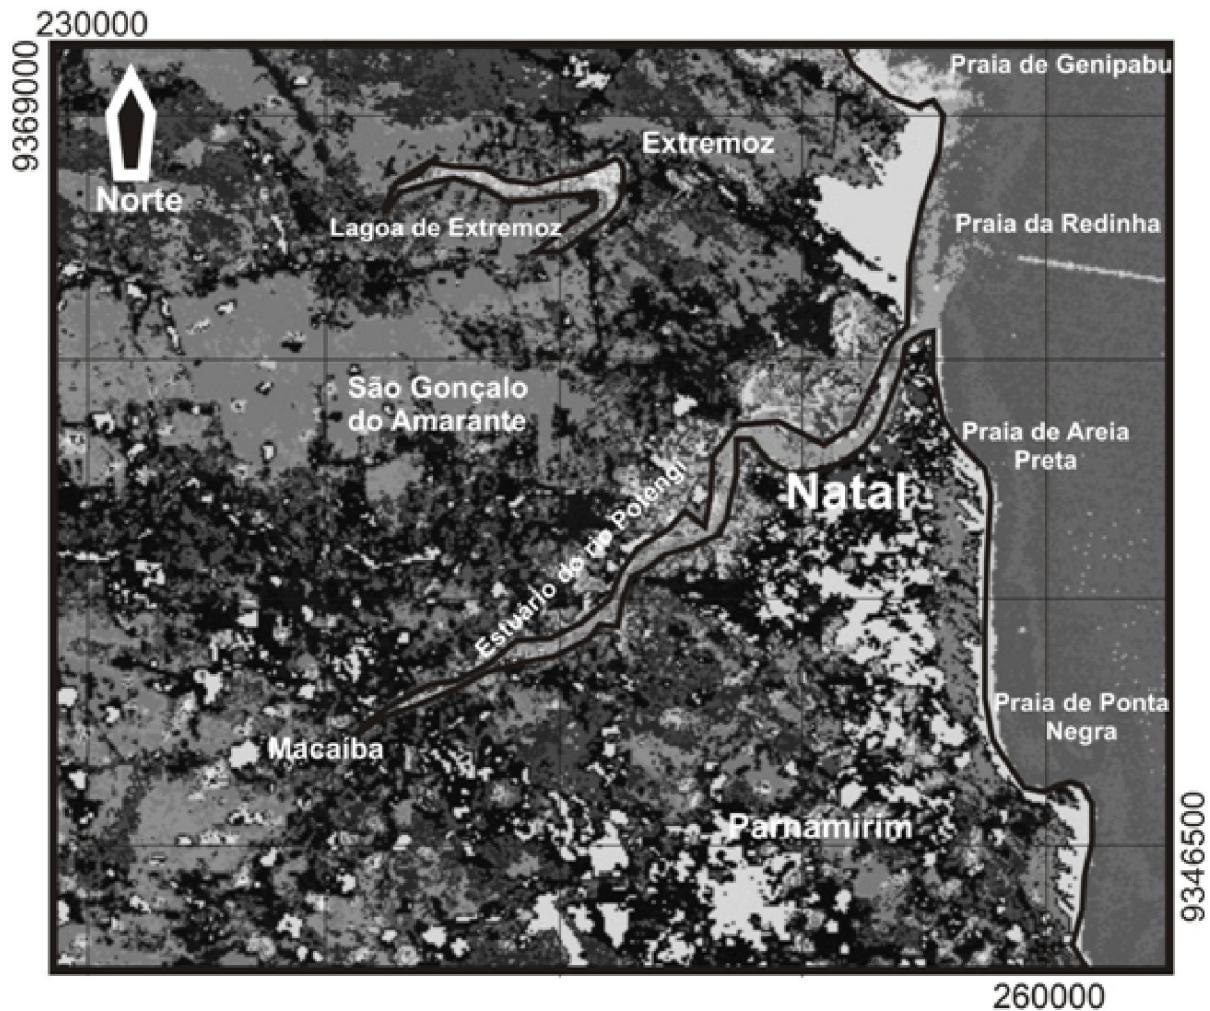 230000
9369000
Praia de Genipabu
Extremoz
Norte
Lagoa de Extremoz
Praia da Redinha
São Gonçalo
do Amarante
Praia de Areia
Preta
Natal
Estuário do rio Potengi
Praia de Ponta
Negra
Macaíba
Parnamirim
9346500
260000